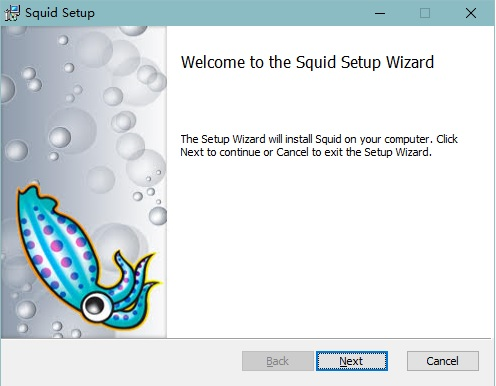 Squid Setup
Welcome to the Squid Setup Wizard
The Setup Wizard will install Squid on your computer. Click
Next to continue or Cancel to exit the Setup Wizard.
Back Next Cancel